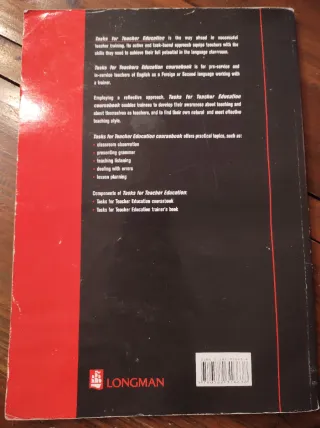 Tasks for Teacher Education is the way ahead in successful
teacher training. Its active and task-based approach equips teachers with the
skills they need to achieve their full potential in the language classroom.
Tasks for Teachers Education coursebook is for pre-service and
in-service teachers of English as a Foreign or Second language working with
a trainer.
Employing a reflective approach, Tasks for Teacher Education
coursebook enables trainees to develop their awareness about teaching and
about themselves as teachers, and to find their own natural and most effective
teaching style.
Tasks for Teacher Education coursebook offers practical topics, such as:
• classroom observation
• presenting grammar
• teaching listening
• dealing with errors
• lesson planning
Components of Tasks for Teacher Education:
• Tasks for Teacher Education coursebook
• Tasks for Teacher Education trainer's book
LONGMAN